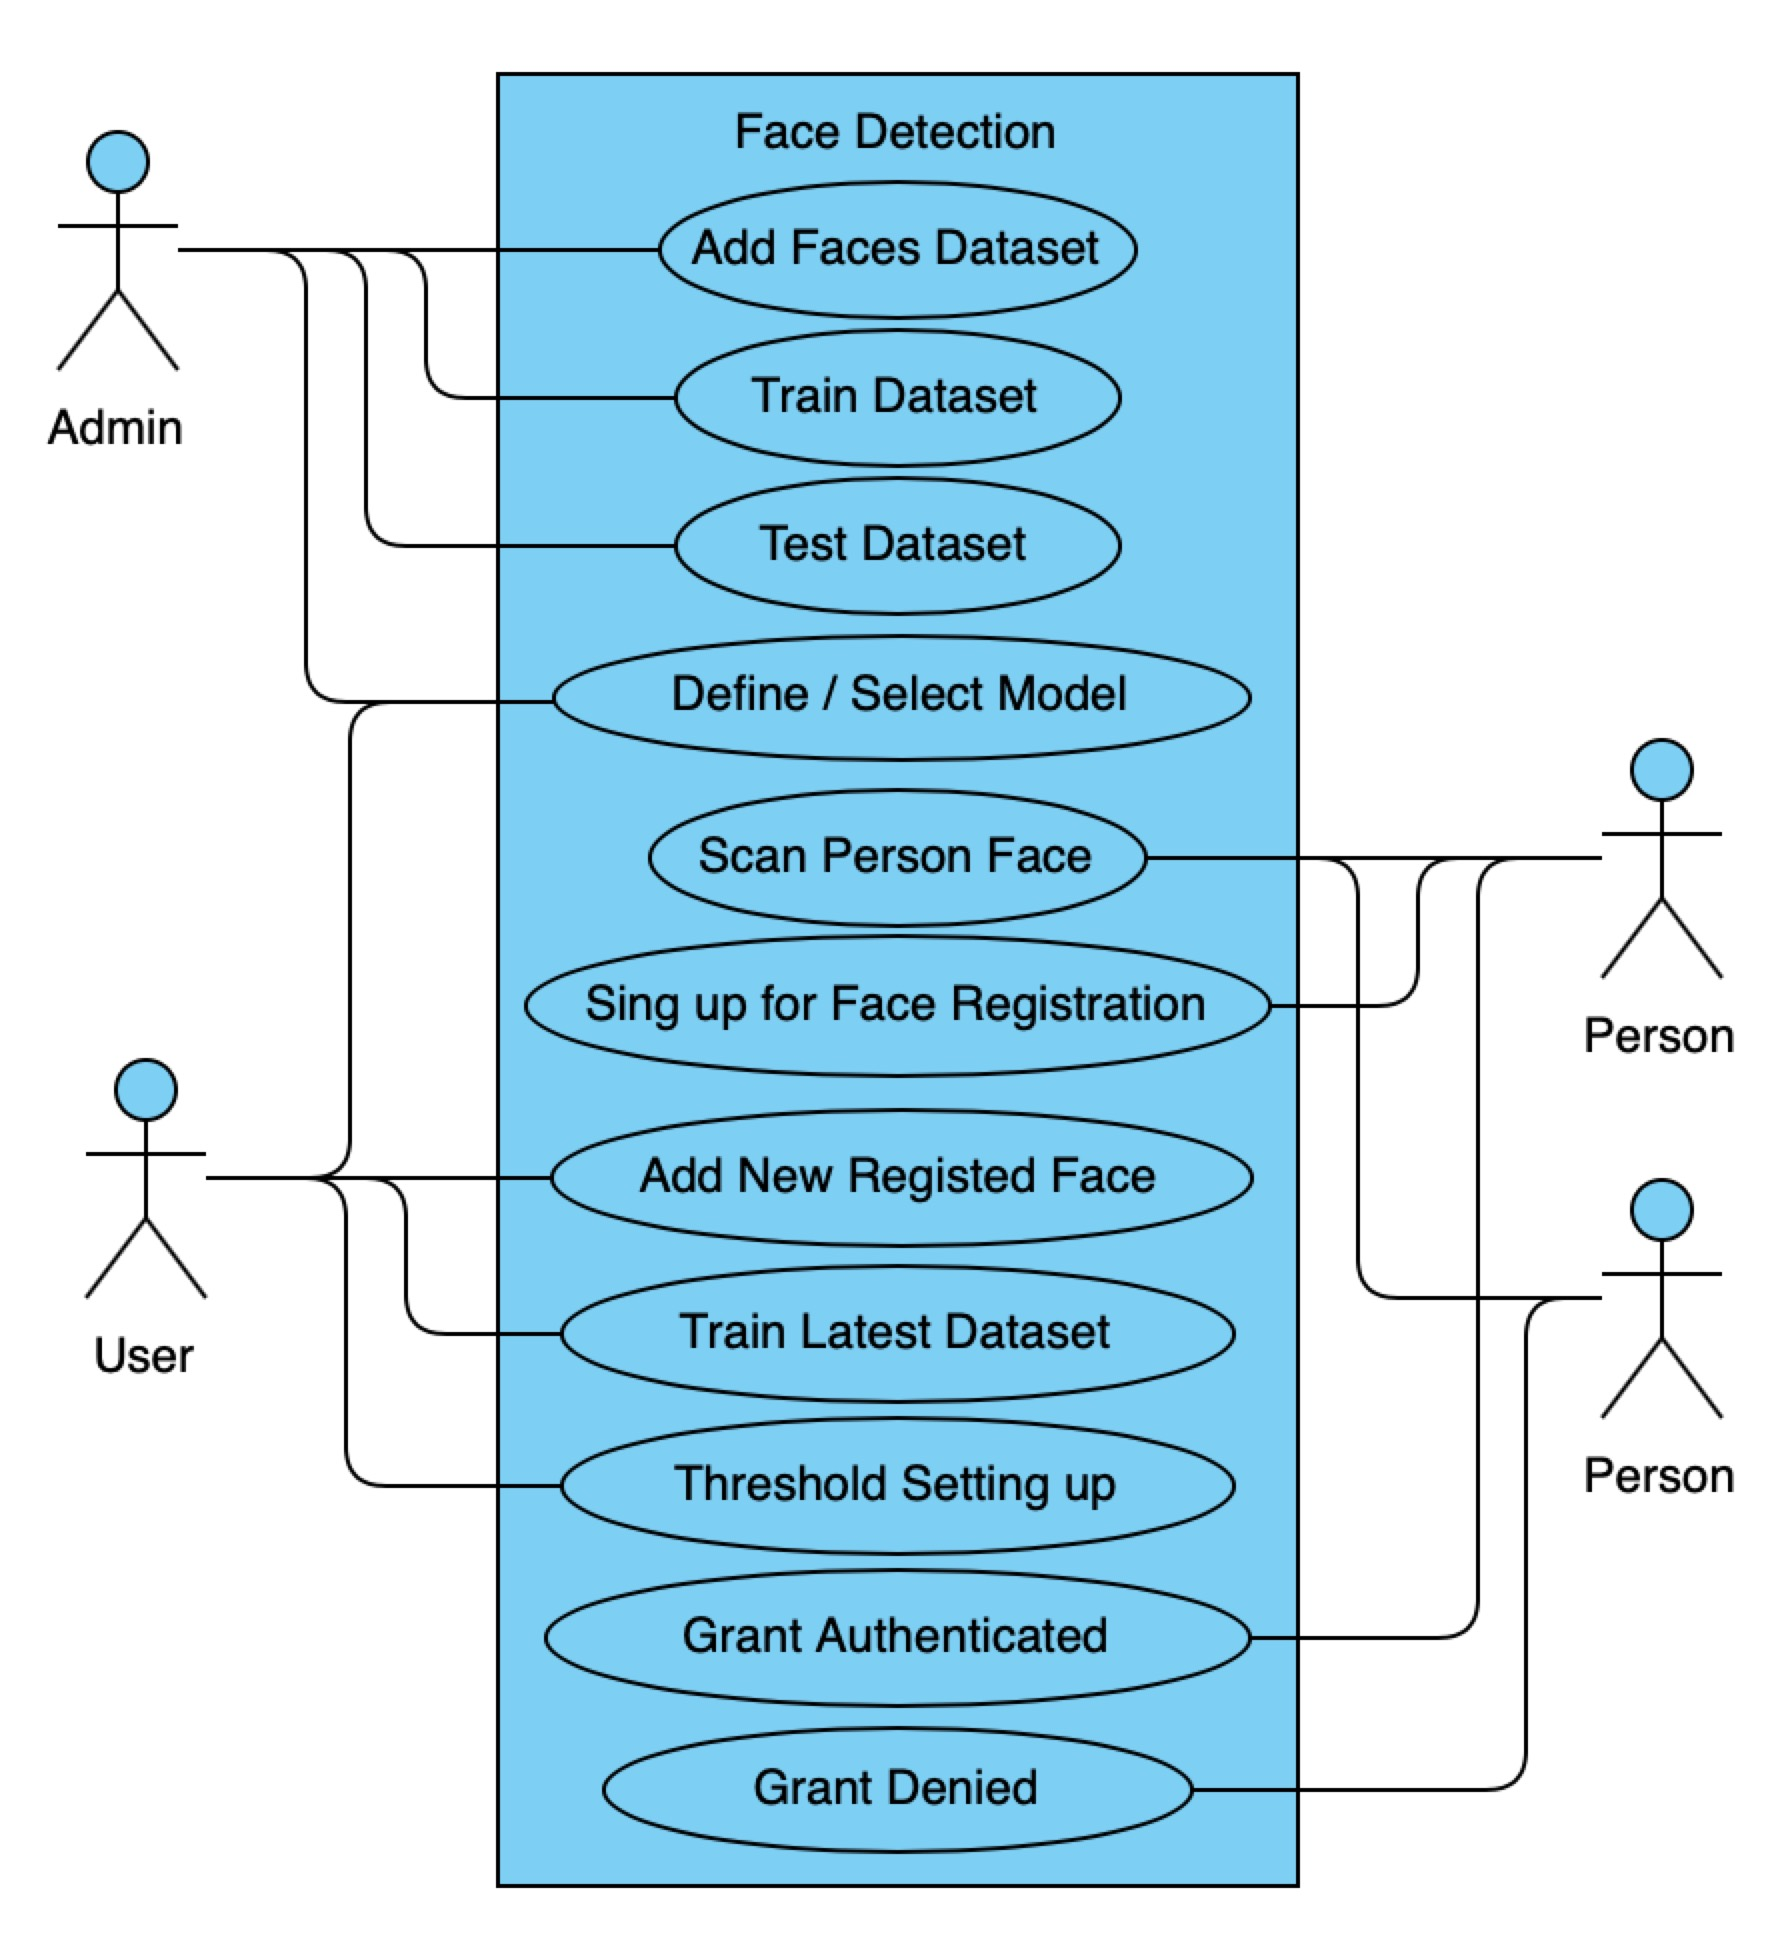 Face Detection
Add Faces Dataset
Train Dataset
Admin
Test Dataset
Define / Select Model
Scan Person Face
Sing up for Face Registration
Person
Add New Registed Face
Train Latest Dataset
User
Threshold Setting up
Person
Grant Authenticated
Grant Denied